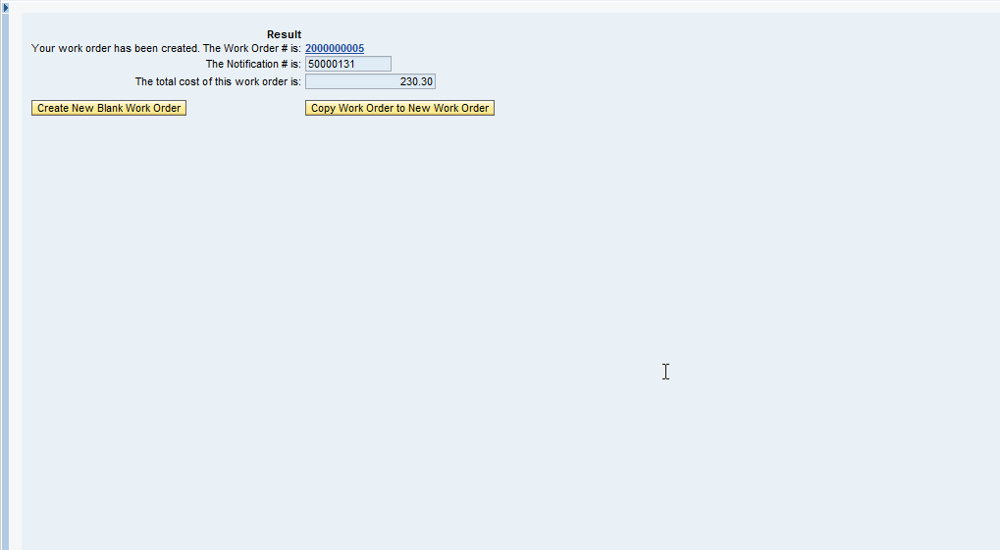 Result
Your work order has been created. The Work Order # is: 2000000005
The Notification # is: 50000131
The total cost of this work order is: 230.30
Create New Blank Work Order Copy Work Order to New Work Order